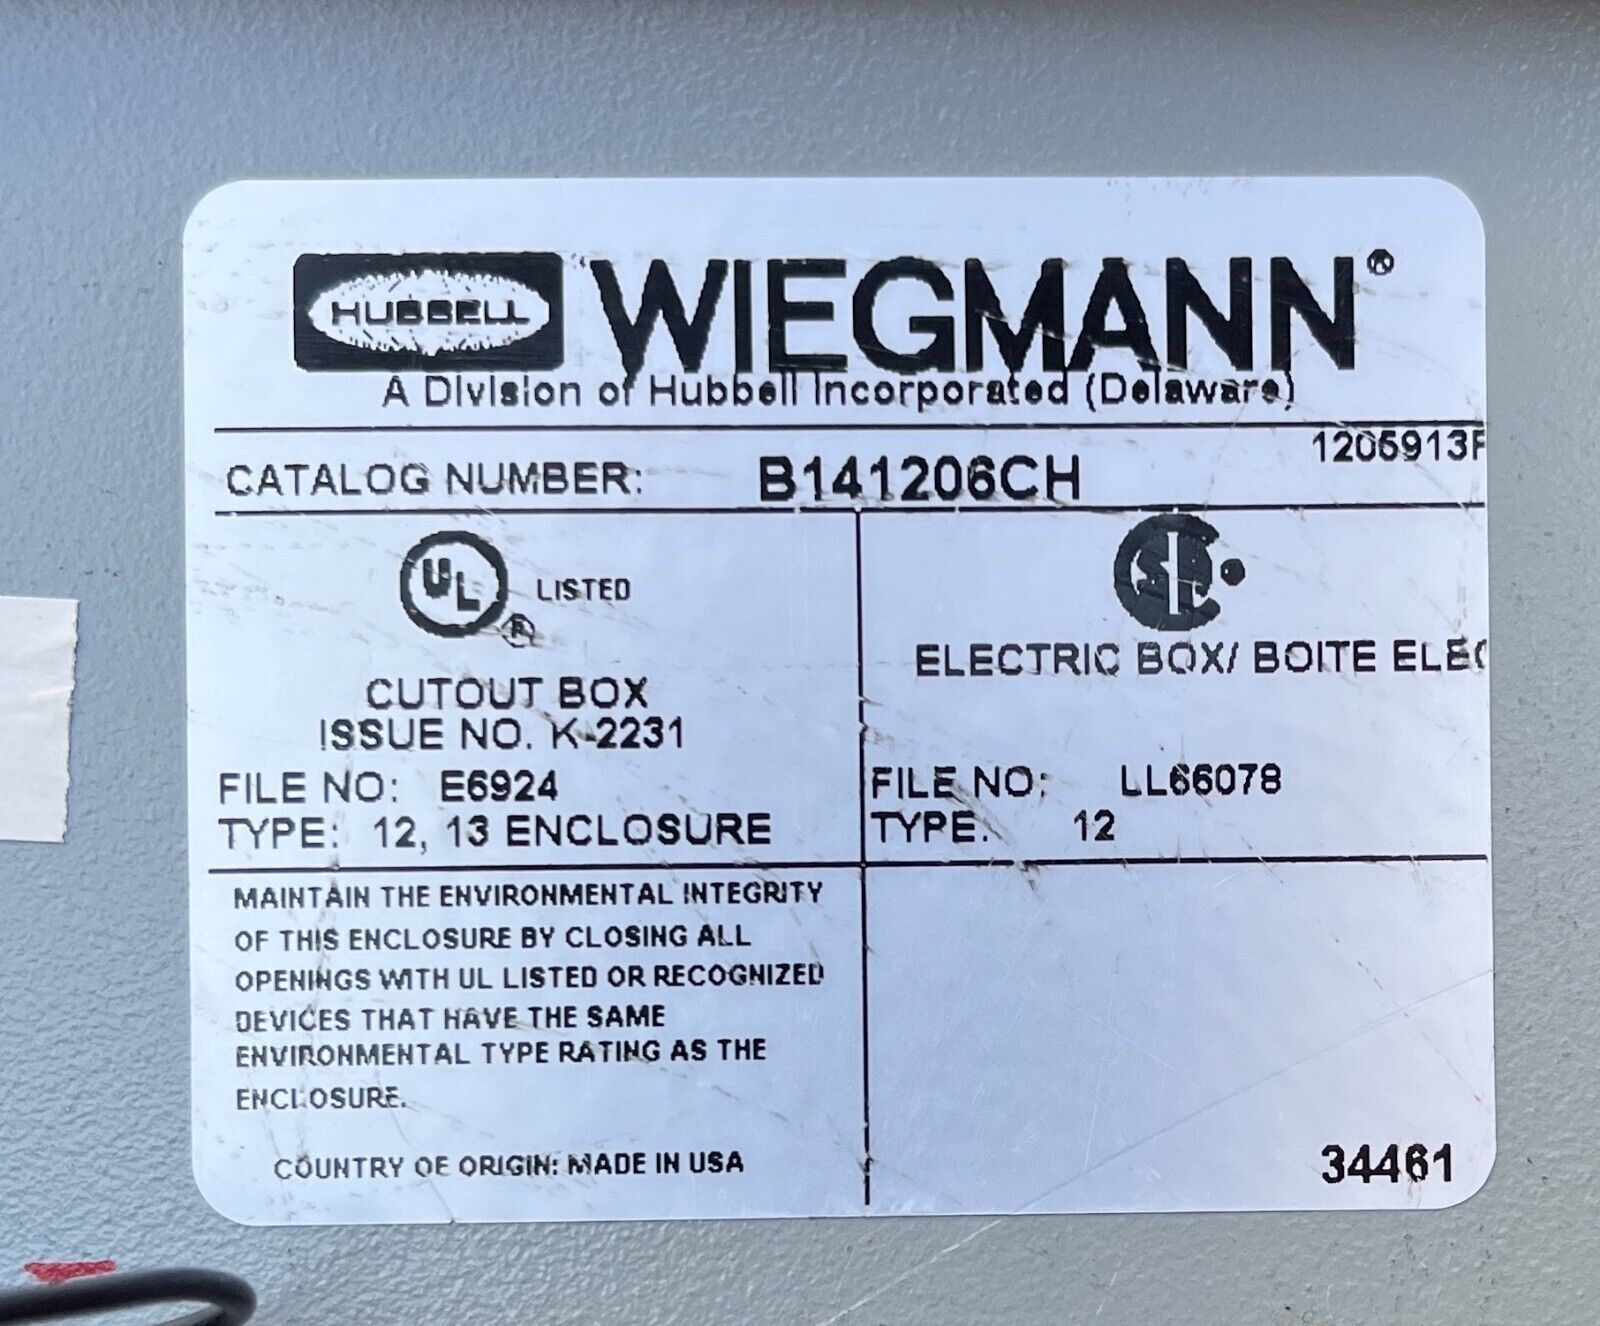 HUBBELL WIEGMANN®
A Division of Hubbell Incorporated (Delaware)
1205913F
CATALOG NUMBER: B141206CH
UL LISTED ®
CUTOUT BOX
ISSUE NO. K-2231
FILE NO: E6924
TYPE: 12, 13 ENCLOSURE
SA
ELECTRIC BOX/ BOITE ELEC
FILE NO: LL66078
TYPE. 12
MAINTAIN THE ENVIRONMENTAL INTEGRITY
OF THIS ENCLOSURE BY CLOSING ALL
OPENINGS WITH UL LISTED OR RECOGNIZED
DEVICES THAT HAVE THE SAME
ENVIRONMENTAL TYPE RATING AS THE
ENCLOSURE.
COUNTRY OF ORIGIN: MADE IN USA
34461